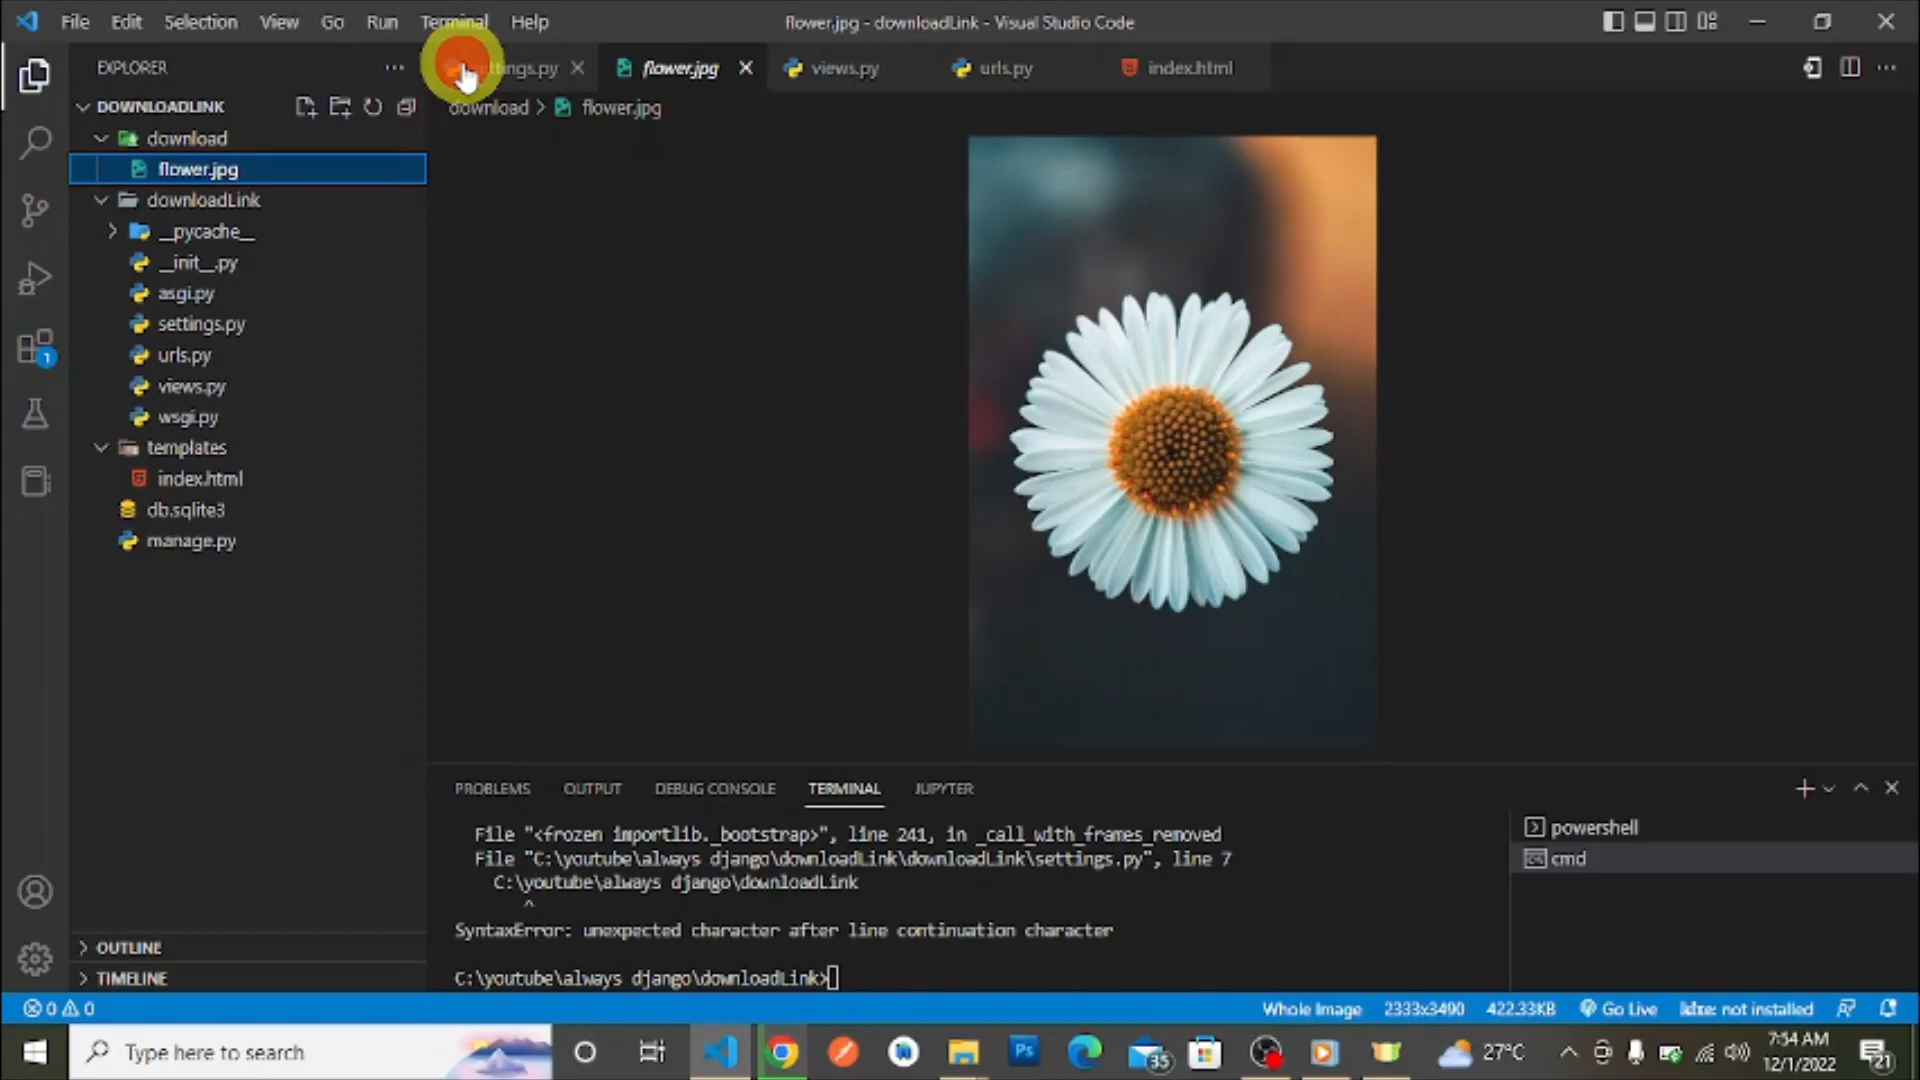 File Edit Selection View Go Run Terminal Help
flower.jpg - downloadLink - Visual Studio Code
EXPLORER
settings.py
flower.jpg
views.py
urls.py
index.html
DOWNLOADLINK
download > flower.jpg
download
flower.jpg
downloadLink
__pycache__
__init__.py
asgi.py
settings.py
urls.py
views.py
wsgi.py
templates
index.html
db.sqlite3
manage.py
1
PROBLEMS OUTPUT DEBUG CONSOLE TERMINAL JUPYTER
File "<frozen importlib._bootstrap>", line 241, in _call_with_frames_removed
File "C:\youtube\always django\downloadLink\downloadLink\settings.py", line 7
C:\youtube\always django\downloadLink
^
SyntaxError: unexpected character after line continuation character
C:\youtube\always django\downloadLink>
powershell
cmd
OUTLINE
TIMELINE
0 0
Whole Image 2333x3490 422.33KB Go Live
not installed
Type here to search
Ps
35
27°C
7:54 AM
12/1/2022
21